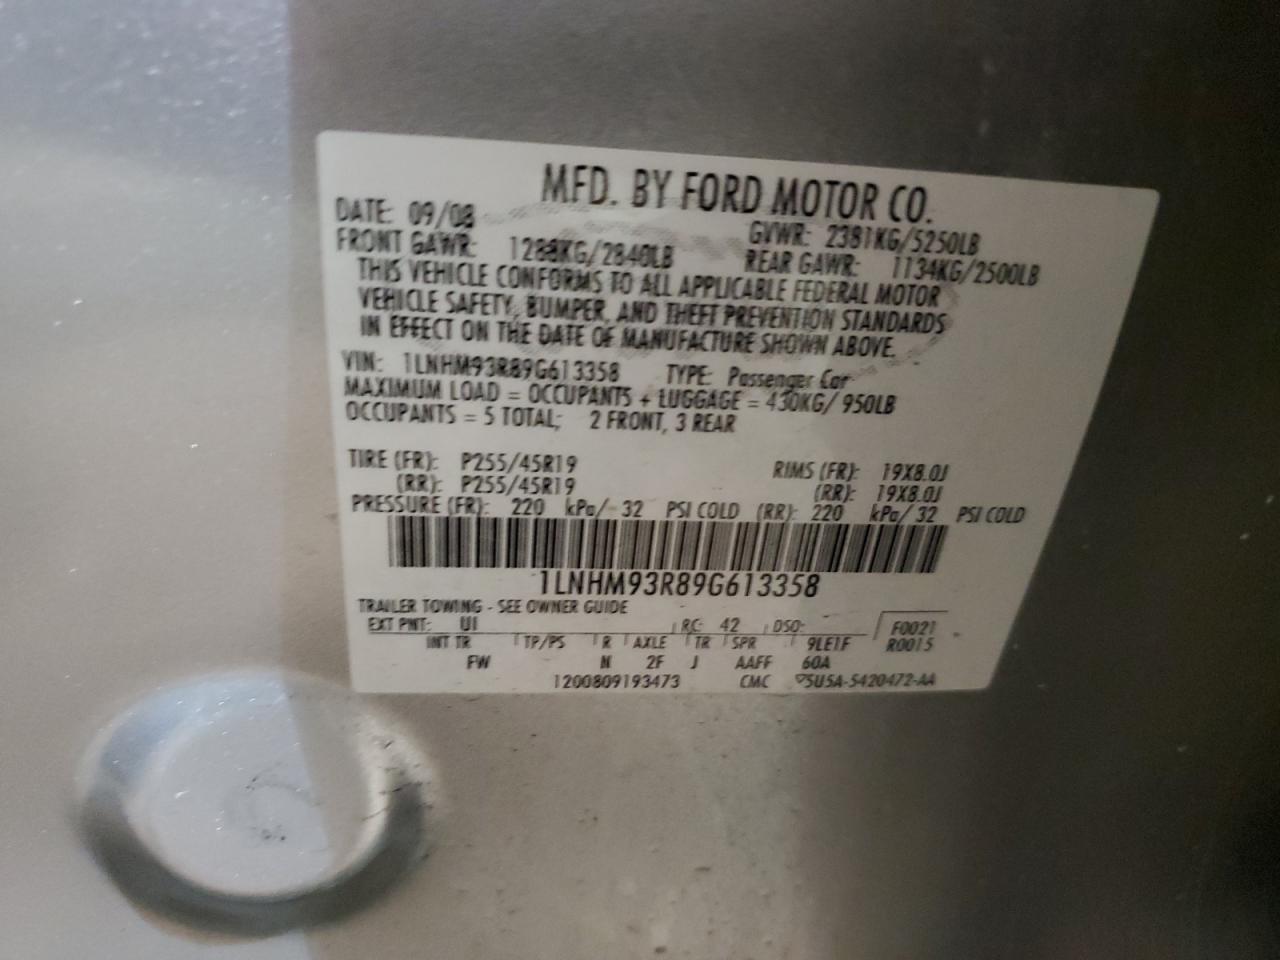 MFD. BY FORD MOTOR CO.
DATE: 09/08 GVWR: 2381KG/5250LB
FRONT GAWR: 1288KG/2840LB REAR GAWR: 1134KG/2500LB
THIS VEHICLE CONFORMS TO ALL APPLICABLE FEDERAL MOTOR
VEHICLE SAFETY, BUMPER, AND THEFT PREVENTION STANDARDS
IN EFFECT ON THE DATE OF MANUFACTURE SHOWN ABOVE.
VIN: 1LNHM93R89G613358 TYPE: Passenger Car
MAXIMUM LOAD = OCCUPANTS + LUGGAGE = 430KG/ 950LB
OCCUPANTS = 5 TOTAL; 2 FRONT, 3 REAR
TIRE (FR): P255/45R19 RIMS (FR): 19X8.0J
(RR): P255/45R19 (RR): 19X8.0J
PRESSURE (FR): 220 kPa/ 32 PSI COLD (RR): 220 kPa/ 32 PSI COLD
1LNHM93R89G613358
TRAILER TOWING - SEE OWNER GUIDE
EXT PNT: UI RC: 42 DSO: F0021
INT TR TP/PS R AXLE TR SPR 9LE1F R0015
FW N 2F J AAFF 60A
1200809193473 CMC 5U5A-5420472-AA